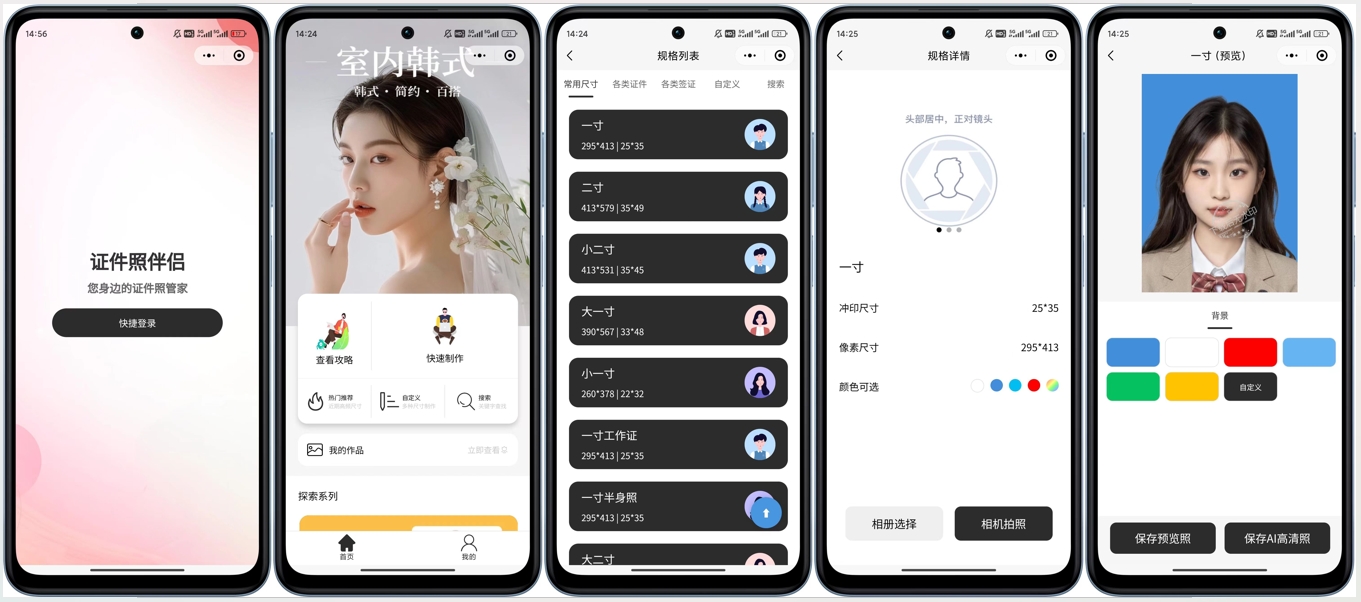 14:56
证件照伴侣
您身边的证件照管家
快捷登录
14:24
室内韩式
韩式·简约·百搭
查看攻略
快速制作
热门推荐
自定义
搜索
我的作品
立即查看
探索系列
首页
我的
14:24
规格列表
常用尺寸
各类证件
各类签证
自定义
搜索
一寸
295*413 | 25*35
二寸
413*579 | 35*49
小二寸
413*531 | 35*45
大一寸
390*567 | 33*48
小一寸
260*378 | 22*32
一寸工作证
295*413 | 25*35
一寸半身照
295*413 | 25*35
大二寸
14:25
规格详情
头部居中，正对镜头
一寸
冲印尺寸
25*35
像素尺寸
295*413
颜色可选
相册选择
相机拍照
14:25
一寸 (预览)
背景
自定义
保存预览照
保存AI高清照